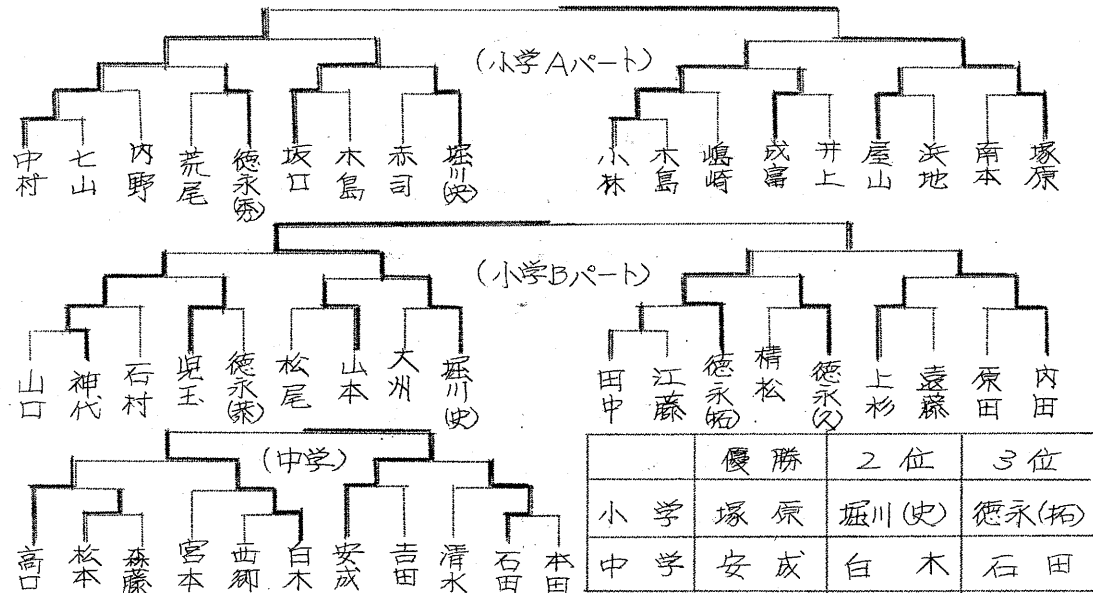 (小学Aパート)
中村 七山 内野 荒尾 徳永(秀)坂口 木島 赤司 堀川(史) 小林 木島 嶋崎 成富 井上 屋山 浜地 南本 塚原
(小学Bパート)
山口 神代 石村 児玉 徳永(恭) 松尾 山本 大州 堀川(史) 田中 江藤 徳永(拓) 精松 徳永(久) 上杉 遠藤 原田 内田
(中学)
高口 松本 森藤 宮本 西郷 白木 安成 吉田 清水 石田 本田
優勝 2位 3位
小学 塚原 堀川(史) 徳永(拓)
中学 安成 白木 石田